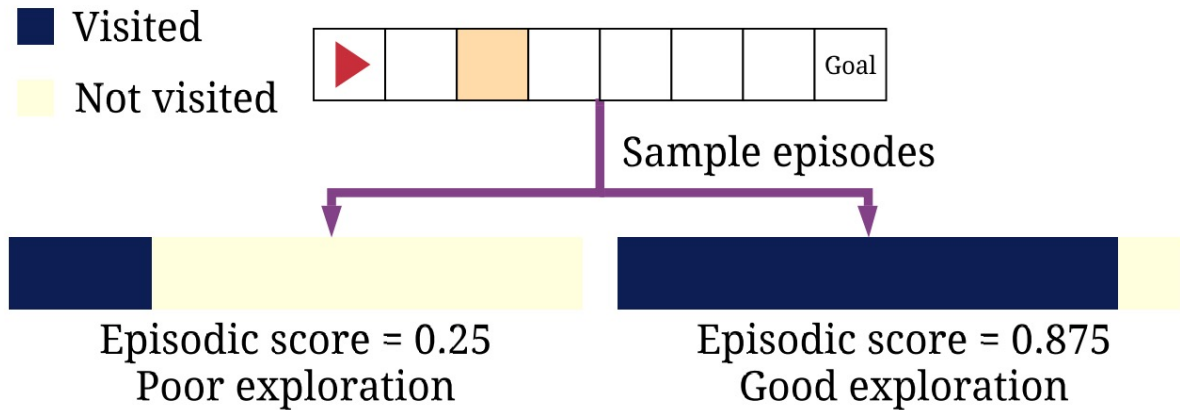 Visited
Not visited
Goal
Sample episodes
Episodic score = 0.25
Poor exploration
Episodic score = 0.875
Good exploration